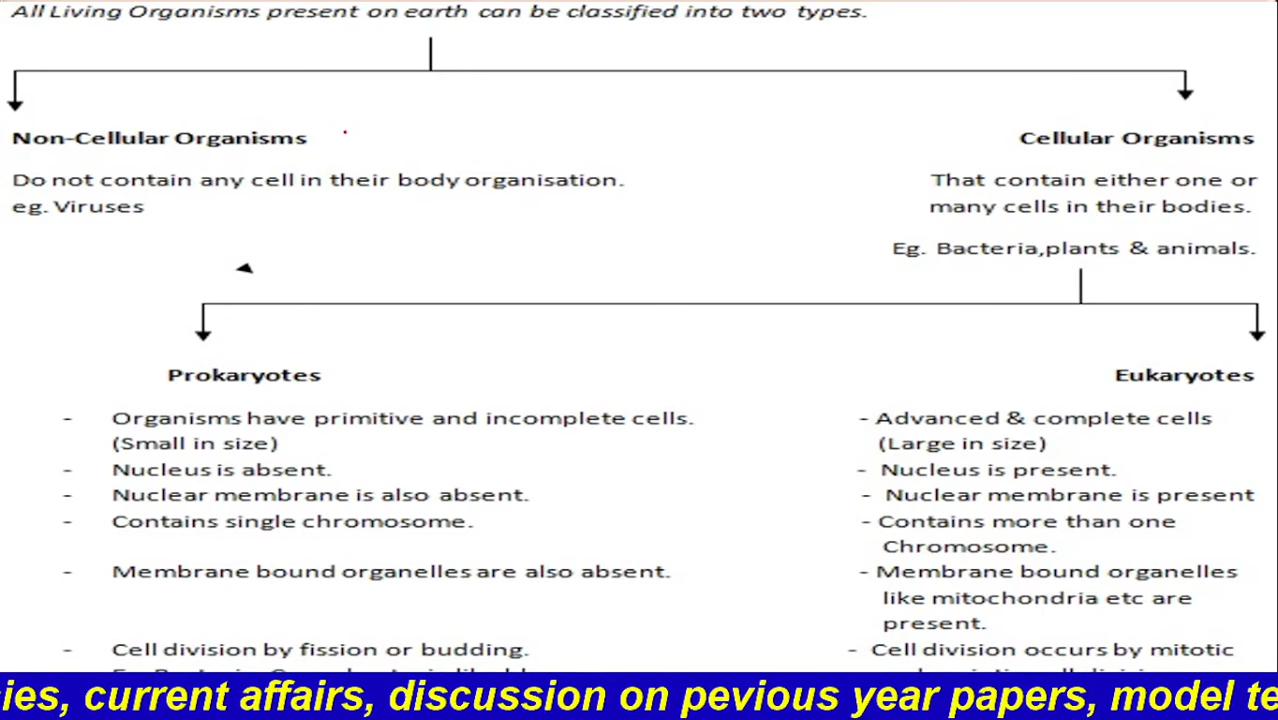 All Living Organisms present on earth can be classified into two types.
Non-Cellular Organisms
Do not contain any cell in their body organisation.
eg. Viruses
Cellular Organisms
That contain either one or
many cells in their bodies.
Eg. Bacteria,plants & animals.
Prokaryotes
- Organisms have primitive and incomplete cells.
(Small in size)
- Nucleus is absent.
- Nuclear membrane is also absent.
- Contains single chromosome.
- Membrane bound organelles are also absent.
- Cell division by fission or budding.
Eukaryotes
- Advanced & complete cells
(Large in size)
- Nucleus is present.
- Nuclear membrane is present
- Contains more than one
Chromosome.
- Membrane bound organelles
like mitochondria etc are
present.
- Cell division occurs by mitotic
ies, current affairs, discussion on pevious year papers, model te